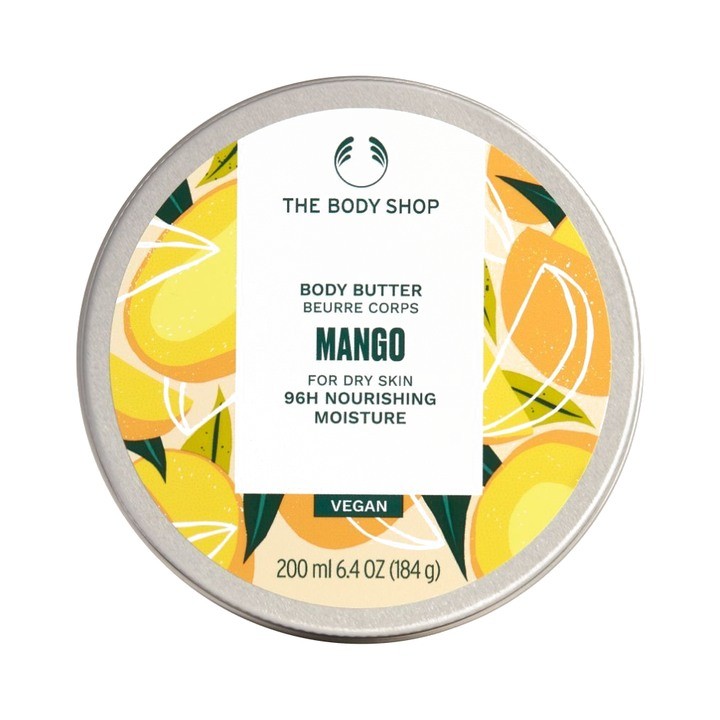 THE BODY SHOP
BODY BUTTER
BEURRE CORPS
MANGO
FOR DRY SKIN
96H NOURISHING
MOISTURE
VEGAN
200 ml 6.4 OZ (184 g)